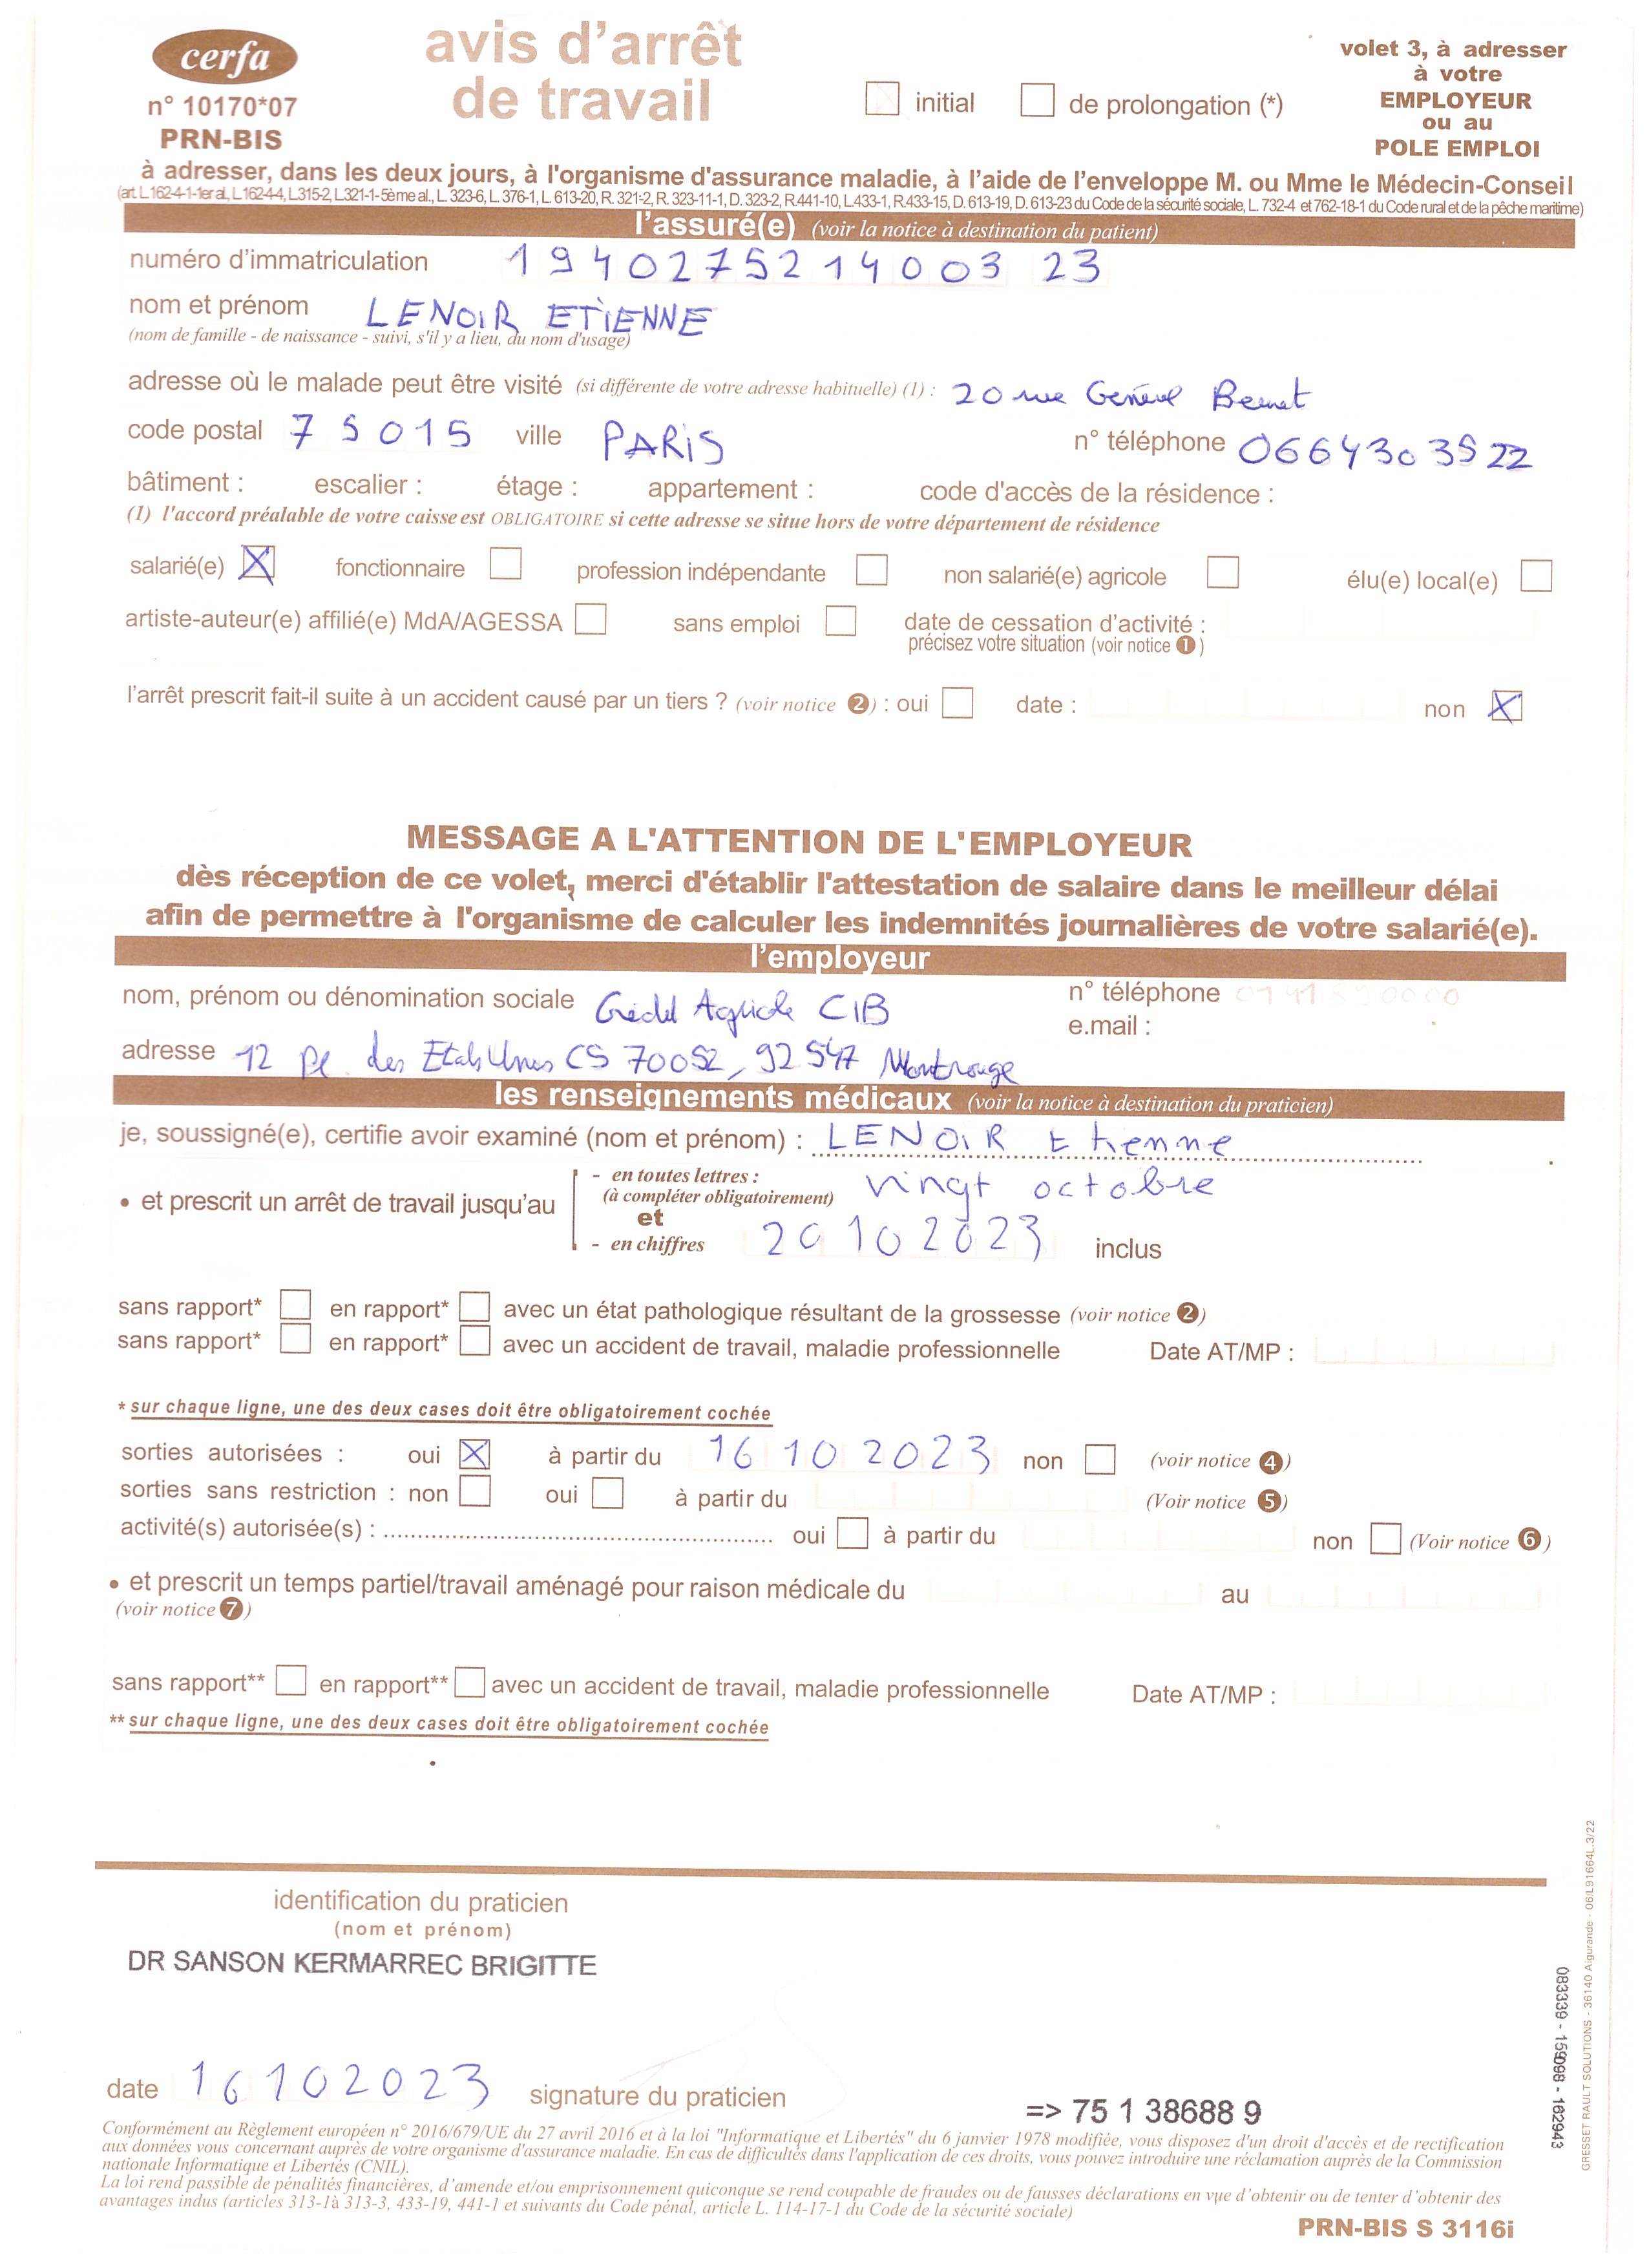 cerfa
n° 10170*07
PRN-BIS
avis d'arrêt
de travail
initial de prolongation (*)
volet 3, à adresser
à votre
EMPLOYEUR
ou au
POLE EMPLOI
à adresser, dans les deux jours, à l'organisme d'assurance maladie, à l'aide de l'enveloppe M. ou Mme le Médecin-Conseil
(art. L.162-4-1-1er al, L.162-4-4, L.315-2, L.321-1-5ème al., L. 323-6, L. 376-1, L. 613-20, R. 321-2, R. 323-11-1, D. 323-2, R.441-10, L.433-1, R.433-15, D. 613-19, D. 613-23 du Code de la sécurité sociale, L. 732-4 et 762-18-1 du Code rural et de la pêche maritime)
l'assuré(e) (voir la notice à destination du patient)
numéro d'immatriculation 1940275214003 23
nom et prénom LENOIR ETIENNE
(nom de famille - de naissance - suivi, s'il y a lieu, du nom d'usage)
adresse où le malade peut être visité (si différente de votre adresse habituelle) (1) : 20 rue Général Beuret
code postal 75015 ville PARIS n° téléphone 0664303522
bâtiment : escalier : étage : appartement : code d'accès de la résidence :
(1) l'accord préalable de votre caisse est OBLIGATOIRE si cette adresse se situe hors de votre département de résidence
salarié(e) X fonctionnaire profession indépendante non salarié(e) agricole élu(e) local(e)
artiste-auteur(e) affilié(e) MdA/AGESSA sans emploi date de cessation d'activité :
précisez votre situation (voir notice 1)
l'arrêt prescrit fait-il suite à un accident causé par un tiers ? (voir notice 2) : oui date : non X
MESSAGE A L'ATTENTION DE L'EMPLOYEUR
dès réception de ce volet, merci d'établir l'attestation de salaire dans le meilleur délai
afin de permettre à l'organisme de calculer les indemnités journalières de votre salarié(e).
l'employeur
nom, prénom ou dénomination sociale Crédit Agricole CIB n° téléphone
e.mail :
adresse 12 Pl. des Etats Unis CS 70052, 92547 Montrouge
les renseignements médicaux (voir la notice à destination du praticien)
je, soussigné(e), certifie avoir examiné (nom et prénom) : LENOIR Etienne
- en toutes lettres : vingt octobre
(à compléter obligatoirement)
• et prescrit un arrêt de travail jusqu'au
et
- en chiffres 20 10 2023 inclus
sans rapport* en rapport* avec un état pathologique résultant de la grossesse (voir notice 2)
sans rapport* en rapport* avec un accident de travail, maladie professionnelle Date AT/MP :
* sur chaque ligne, une des deux cases doit être obligatoirement cochée
sorties autorisées : oui X à partir du 16 10 2023 non (voir notice 4)
sorties sans restriction : non oui à partir du (Voir notice 5)
activité(s) autorisée(s) : oui à partir du non (Voir notice 6)
• et prescrit un temps partiel/travail aménagé pour raison médicale du au
(voir notice 7)
sans rapport** en rapport** avec un accident de travail, maladie professionnelle Date AT/MP :
** sur chaque ligne, une des deux cases doit être obligatoirement cochée
identification du praticien
(nom et prénom)
DR SANSON KERMARREC BRIGITTE
date 16102023 signature du praticien
=> 75 1 38688 9
Conformément au Règlement européen n° 2016/679/UE du 27 avril 2016 et à la loi "Informatique et Libertés" du 6 janvier 1978 modifiée, vous disposez d'un droit d'accès et de rectification
aux données vous concernant auprès de votre organisme d'assurance maladie. En cas de difficultés dans l'application de ces droits, vous pouvez introduire une réclamation auprès de la Commission
nationale Informatique et Libertés (CNIL).
La loi rend passible de pénalités financières, d'amende et/ou emprisonnement quiconque se rend coupable de fraudes ou de fausses déclarations en vue d'obtenir ou de tenter d'obtenir des
avantages indus (articles 313-1à 313-3, 433-19, 441-1 et suivants du Code pénal, article L. 114-17-1 du Code de la sécurité sociale)
PRN-BIS S 3116i
083339 - 159098 - 162943
GRESSET RAULT SOLUTIONS - 36140 Aigurande - 06/L91664L.3/22